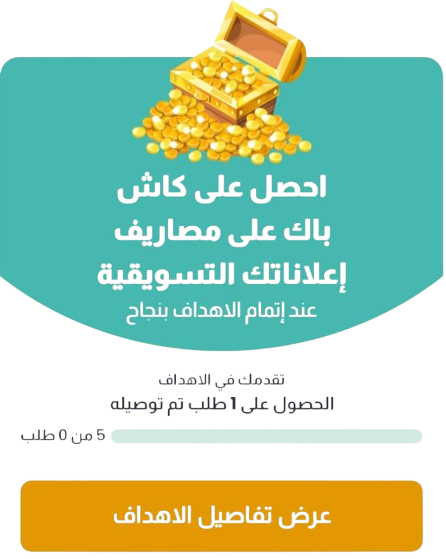 احصل على كاش
باك على مصاريف
إعلاناتك التسويقية
عند إتمام الاهداف بنجاح
تقدمك في الاهداف
الحصول على 1 طلب تم توصيله
5 من 0 طلب
عرض تفاصيل الاهداف